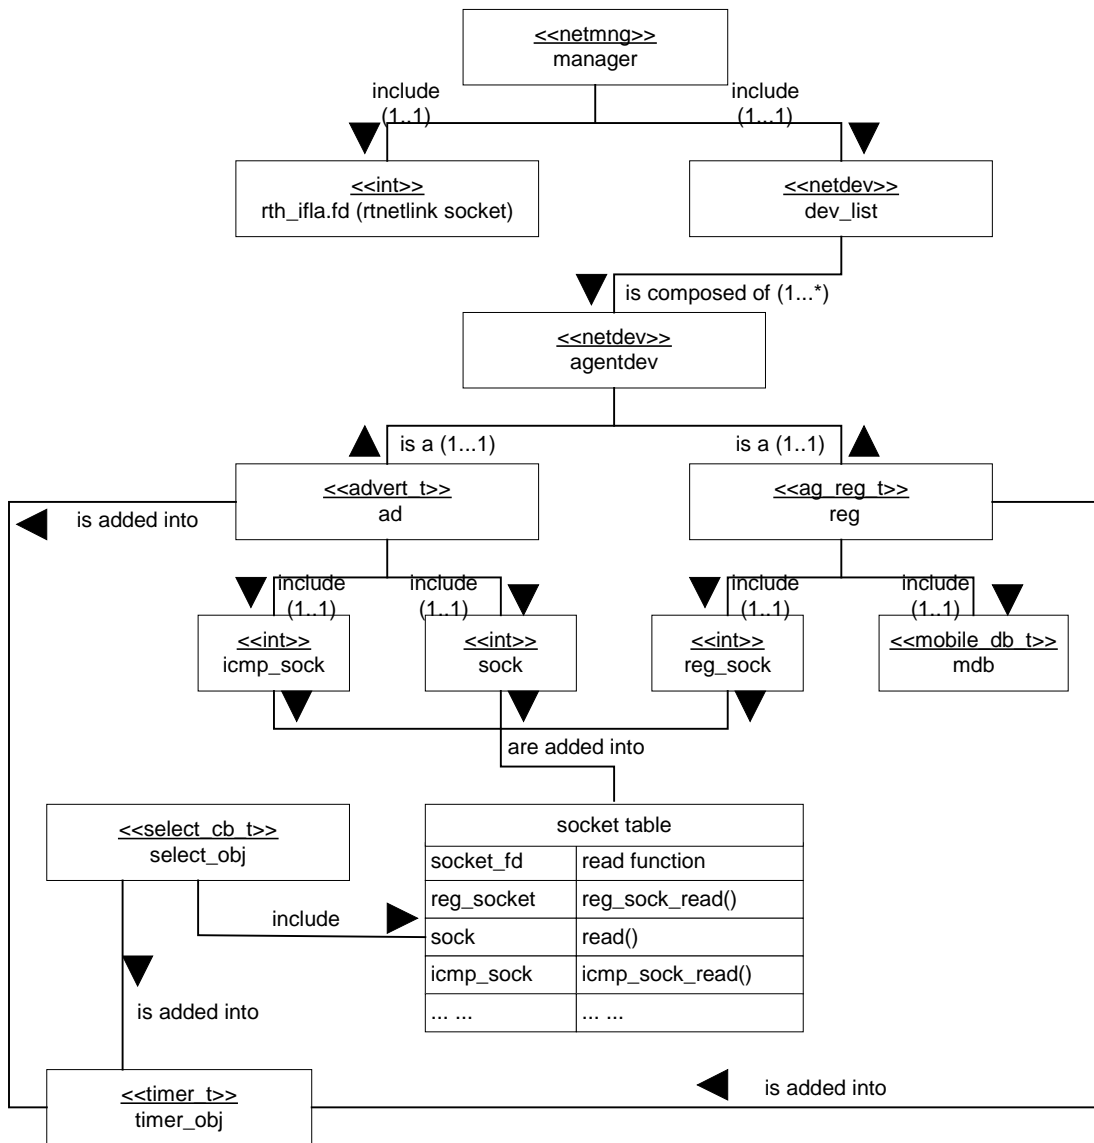 <<netmng>>
manager
include
(1..1)
include
(1...1)
<<int>>
rth_ifla.fd (rtnetlink socket)
<<netdev>>
dev_list
is composed of (1...*)
<<netdev>>
agentdev
is a (1...1)
is a (1..1)
<<advert_t>>
ad
<<ag_reg_t>>
reg
is added into
include
(1..1)
include
(1..1)
include
(1..1)
include
(1..1)
<<int>>
icmp_sock
<<int>>
sock
<<int>>
reg_sock
<<mobile_db_t>>
mdb
are added into
<<select_cb_t>>
select_obj
socket table
socket_fd read function
reg_socket reg_sock_read()
include
sock read()
icmp_sock icmp_sock_read()
... ... ... ...
is added into
is added into
<<timer_t>>
timer_obj